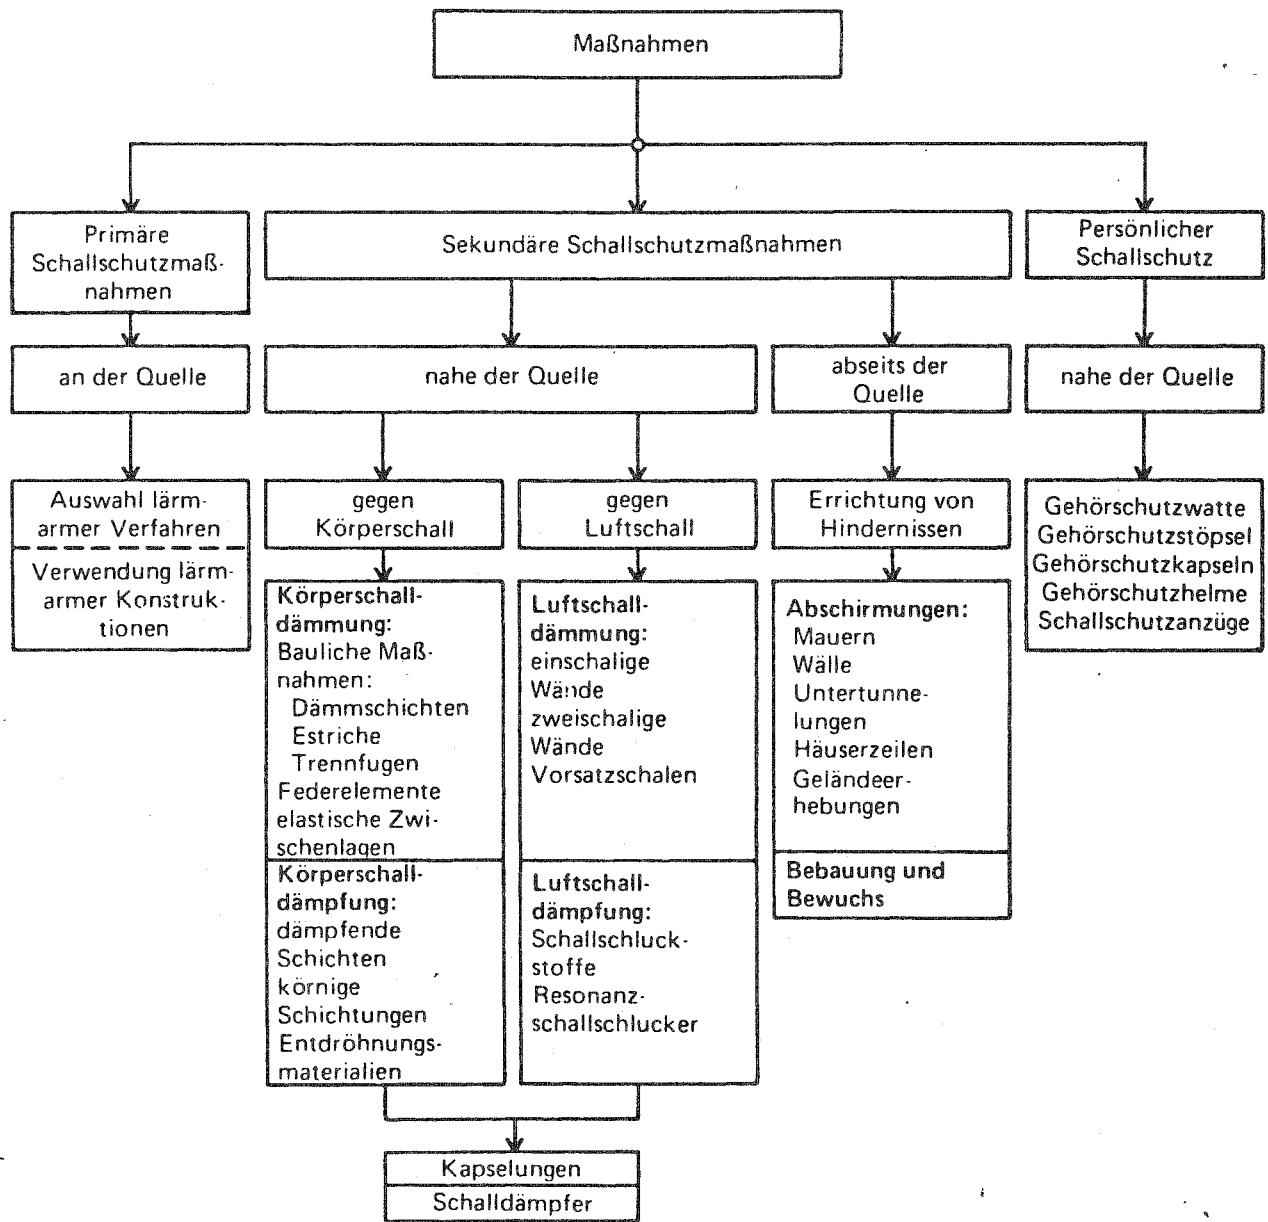 Maßnahmen
Primäre
Schallschutzmaß-
nahmen
Sekundäre Schallschutzmaßnahmen
Persönlicher
Schallschutz
an der Quelle
nahe der Quelle
abseits der
Quelle
nahe der Quelle
Auswahl lärm-
armer Verfahren
Verwendung lärm-
armer Konstruk-
tionen
gegen
Körperschall
gegen
Luftschall
Errichtung von
Hindernissen
Gehörschutzwatte
Gehörschutzstöpsel
Gehörschutzkapseln
Gehörschutzhelme
Schallschutzanzüge
Körperschall-
dämmung:
Bauliche Maß-
nahmen:
Dämmschichten
Estriche
Trennfugen
Federelemente
elastische Zwi-
schenlagen
Körperschall-
dämpfung:
dämpfende
Schichten
körnige
Schichtungen
Entdröhnungs-
materialien
Luftschall-
dämmung:
einschalige
Wände
zweischalige
Wände
Vorsatzschalen
Luftschall-
dämpfung:
Schallschluck-
stoffe
Resonanz-
schallschlucker
Abschirmungen:
Mauern
Wälle
Untertunne-
lungen
Häuserzeilen
Geländeer-
hebungen
Bebauung und
Bewuchs
Kapselungen
Schalldämpfer